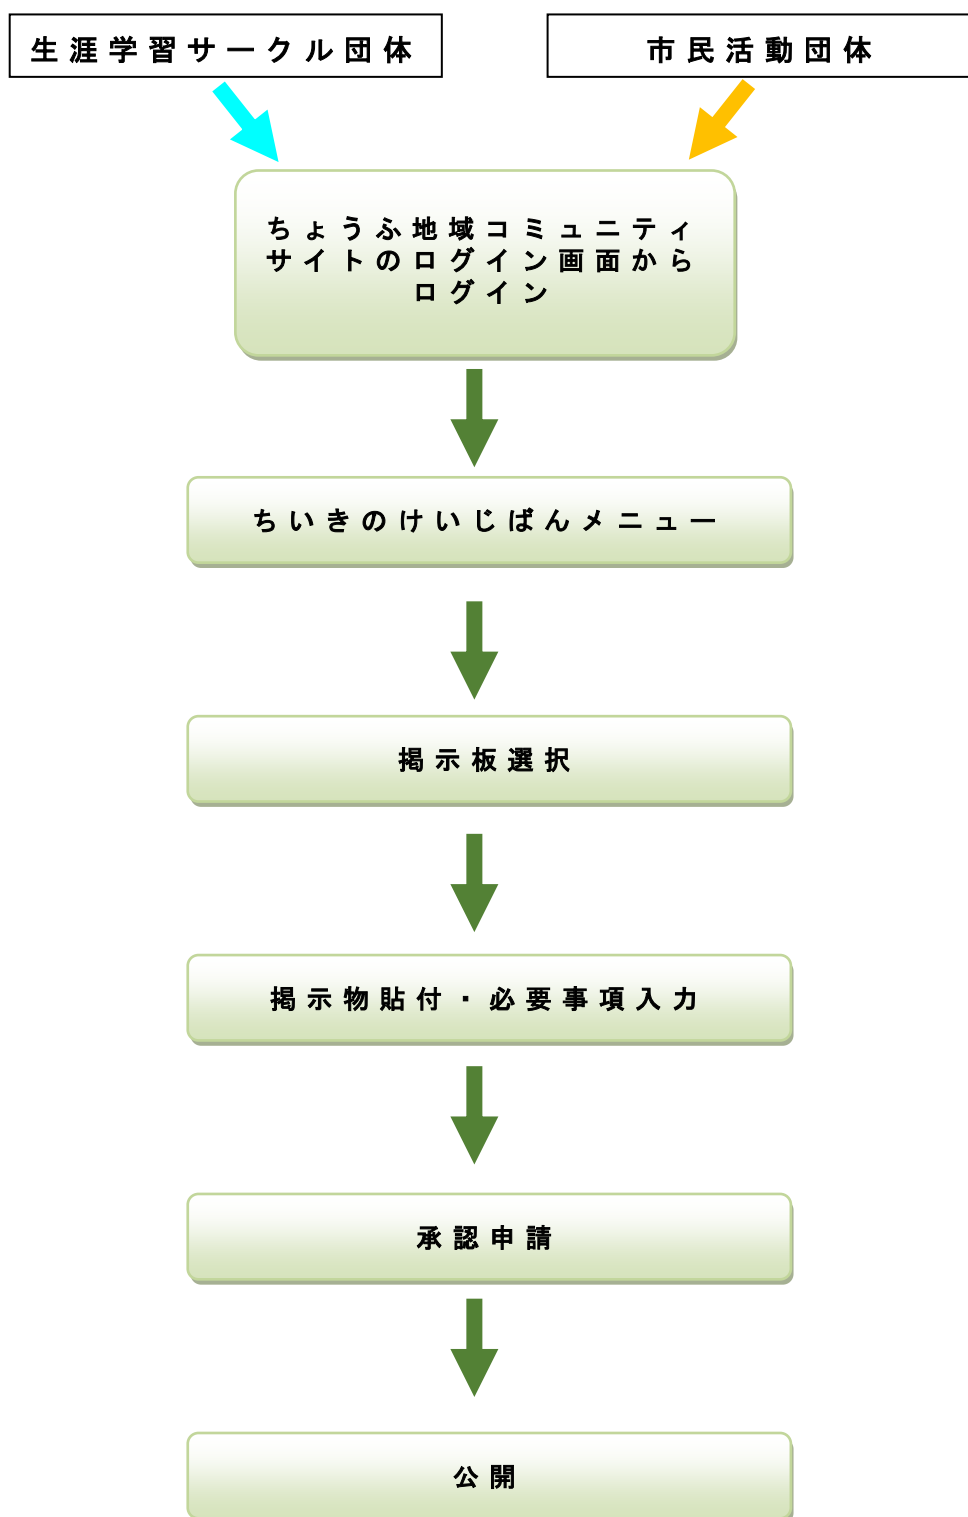 生涯学習サークル団体
市民活動団体
ちょうふ地域コミュニティ
サイトのログイン画面から
ログイン
ちいきのけいじばんメニュー
掲示板選択
掲示物貼付・必要事項入力
承認申請
公開